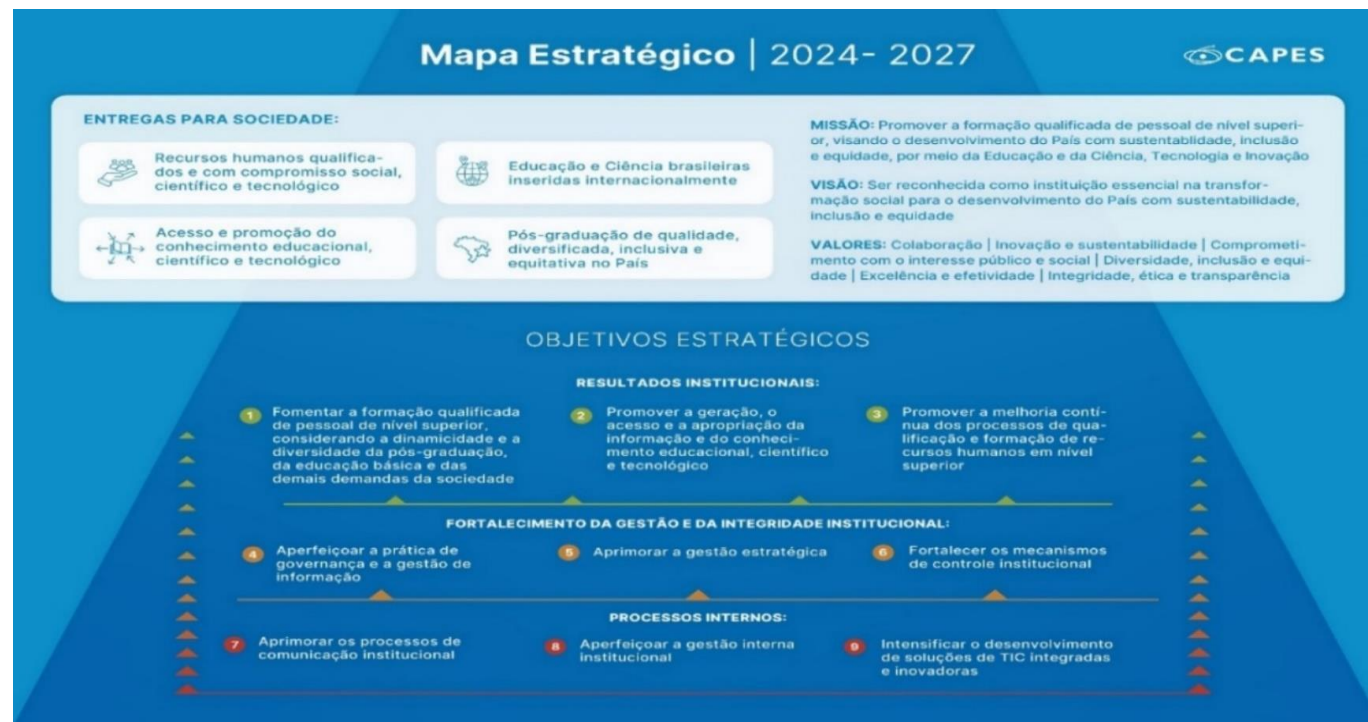 Mapa Estratégico | 2024- 2027
CAPES
ENTREGAS PARA SOCIEDADE:
Recursos humanos qualifica-
dos e com compromisso social,
científico e tecnológico
Educação e Ciência brasileiras
inseridas internacionalmente
Acesso e promoção do
conhecimento educacional,
científico e tecnológico
Pós-graduação de qualidade,
diversificada, inclusiva e
equitativa no País
MISSÃO: Promover a formação qualificada de pessoal de nível superi-
or, visando o desenvolvimento do País com sustentablidade, inclusão
e equidade, por meio da Educação e da Ciência, Tecnologia e Inovação
VISÃO: Ser reconhecida como instituição essencial na transfor-
mação social para o desenvolvimento do País com sustentabilidade,
inclusão e equidade
VALORES: Colaboração | Inovação e sustentabilidade | Comprometi-
mento com o interesse público e social | Diversidade, inclusão e equi-
dade | Excelência e efetividade | Integridade, ética e transparência
OBJETIVOS ESTRATÉGICOS
RESULTADOS INSTITUCIONAIS:
1 Fomentar a formação qualificada
de pessoal de nível superior,
considerando a dinamicidade e a
diversidade da pós-graduação,
da educação básica e das
demais demandas da sociedade
2 Promover a geração, o
acesso e a apropriação da
informação e do conheci-
mento educacional, científico
e tecnológico
3 Promover a melhoria contí-
nua dos processos de qua-
lificação e formação de re-
cursos humanos em nível
superior
FORTALECIMENTO DA GESTÃO E DA INTEGRIDADE INSTITUCIONAL:
4 Aperfeiçoar a prática de
governança e a gestão de
informação
5 Aprimorar a gestão estratégica
6 Fortalecer os mecanismos
de controle institucional
PROCESSOS INTERNOS:
7 Aprimorar os processos de
comunicação institucional
8 Aperfeiçoar a gestão interna
institucional
9 Intensificar o desenvolvimento
de soluções de TIC integradas
e inovadoras